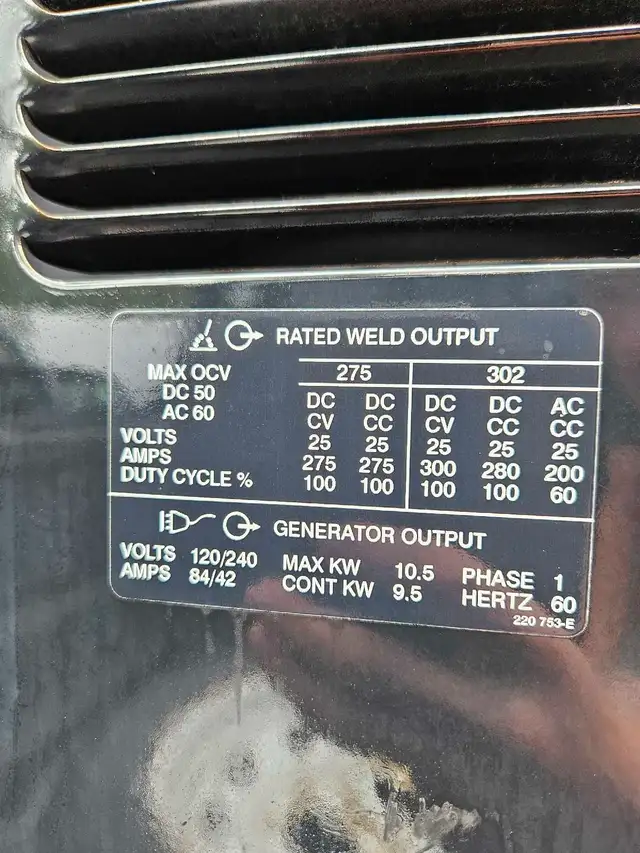 RATED WELD OUTPUT
MAX OCV 275 302
DC 50 DC DC DC DC AC
AC 60 CV CC CV CC CC
VOLTS 25 25 25 25 25
AMPS 275 275 300 280 200
DUTY CYCLE % 100 100 100 100 60
GENERATOR OUTPUT
VOLTS 120/240 MAX KW 10.5 PHASE 1
AMPS 84/42 CONT KW 9.5 HERTZ 60
220 753-E